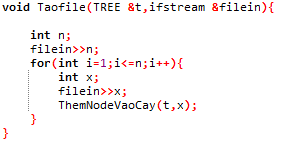 void Taofile(TREE &t,ifstream &filein){
int n;
filein>>n;
for(int i=1;i<=n;i++){
int x;
filein>>x;
ThemNodeVaoCay(t,x);
}
}